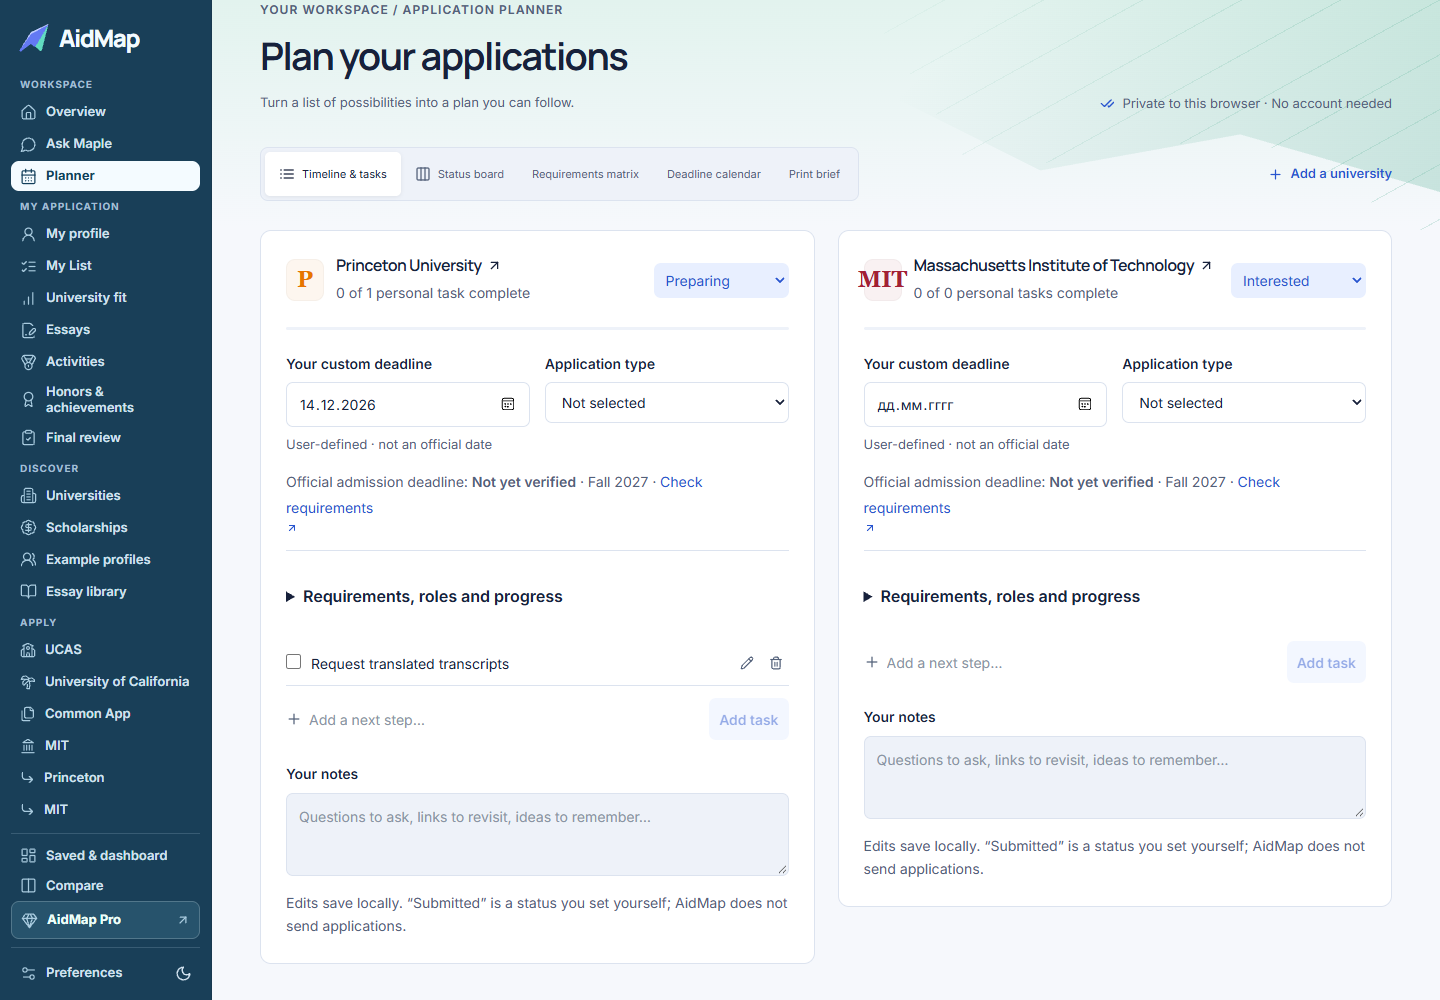 AidMap
WORKSPACE
Overview
Ask Maple
Planner
MY APPLICATION
My profile
My List
University fit
Essays
Activities
Honors &
achievements
Final review
DISCOVER
Universities
Scholarships
Example profiles
Essay library
APPLY
UCAS
University of California
Common App
MIT
Princeton
MIT
Saved & dashboard
Compare
AidMap Pro
Preferences
YOUR WORKSPACE / APPLICATION PLANNER
Plan your applications
Turn a list of possibilities into a plan you can follow.
Private to this browser · No account needed
Timeline & tasks
Status board
Requirements matrix
Deadline calendar
Print brief
Add a university
P
Princeton University
0 of 1 personal task complete
Preparing
Your custom deadline
Application type
14.12.2026
Not selected
User-defined · not an official date
Official admission deadline: Not yet verified · Fall 2027 · Check
requirements
Requirements, roles and progress
Request translated transcripts
Add a next step...
Add task
Your notes
Questions to ask, links to revisit, ideas to remember...
Edits save locally. “Submitted” is a status you set yourself; AidMap does not
send applications.
MIT
Massachusetts Institute of Technology
0 of 0 personal tasks complete
Interested
Your custom deadline
Application type
дд.мм.гггг
Not selected
User-defined · not an official date
Official admission deadline: Not yet verified · Fall 2027 · Check
requirements
Requirements, roles and progress
Add a next step...
Add task
Your notes
Questions to ask, links to revisit, ideas to remember...
Edits save locally. “Submitted” is a status you set yourself; AidMap does not
send applications.